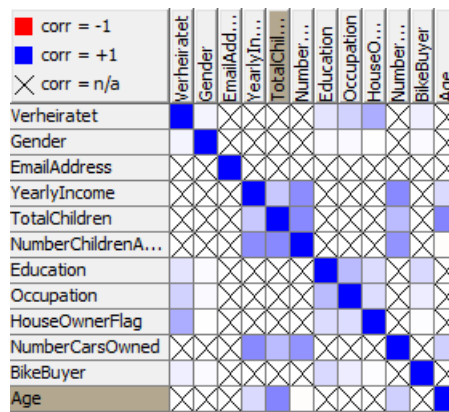 corr = -1
corr = +1
corr = n/a
Verheiratet
Gender
EmailAdd...
YearlyIn...
TotalChil...
Number...
Education
Occupation
HouseO...
Number...
BikeBuyer
Age
Verheiratet
Gender
EmailAddress
YearlyIncome
TotalChildren
NumberChildrenA...
Education
Occupation
HouseOwnerFlag
NumberCarsOwned
BikeBuyer
Age